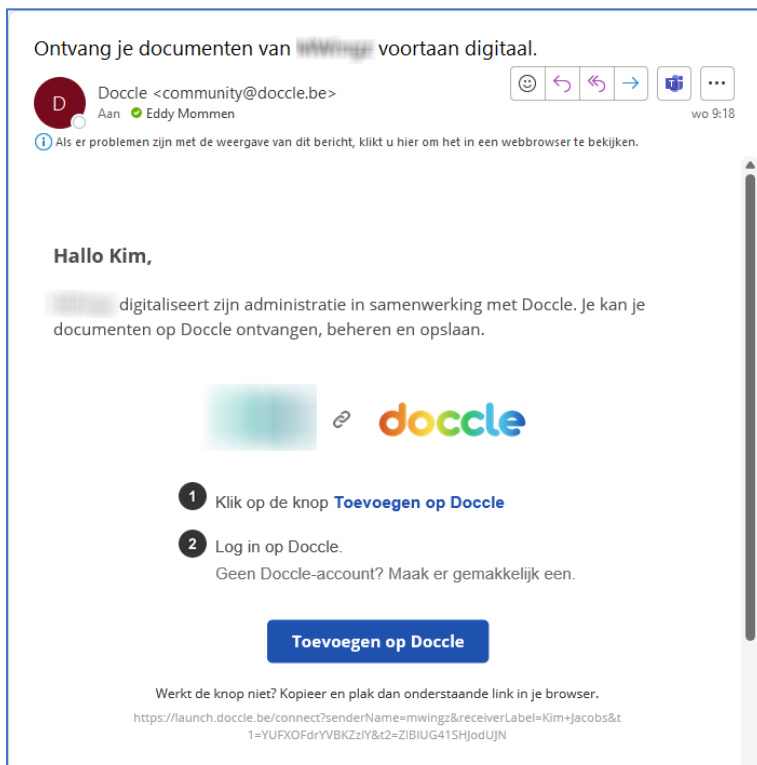 Ontvang je documenten van voortaan digitaal.
D
Doccle <community@doccle.be>
Aan Eddy Mommen
wo 9:18
Als er problemen zijn met de weergave van dit bericht, klikt u hier om het in een webbrowser te bekijken.
Hallo Kim,
digitaliseert zijn administratie in samenwerking met Doccle. Je kan je
documenten op Doccle ontvangen, beheren en opslaan.
doccle
1 Klik op de knop Toevoegen op Doccle
2 Log in op Doccle.
Geen Doccle-account? Maak er gemakkelijk een.
Toevoegen op Doccle
Werkt de knop niet? Kopieer en plak dan onderstaande link in je browser.
https://launch.doccle.be/connect?senderName=mwingz&receiverLabel=Kim+Jacobs&t
1=YUFXOFdrYVBKZzlY&t2=ZlBIUG41SHJodUJN